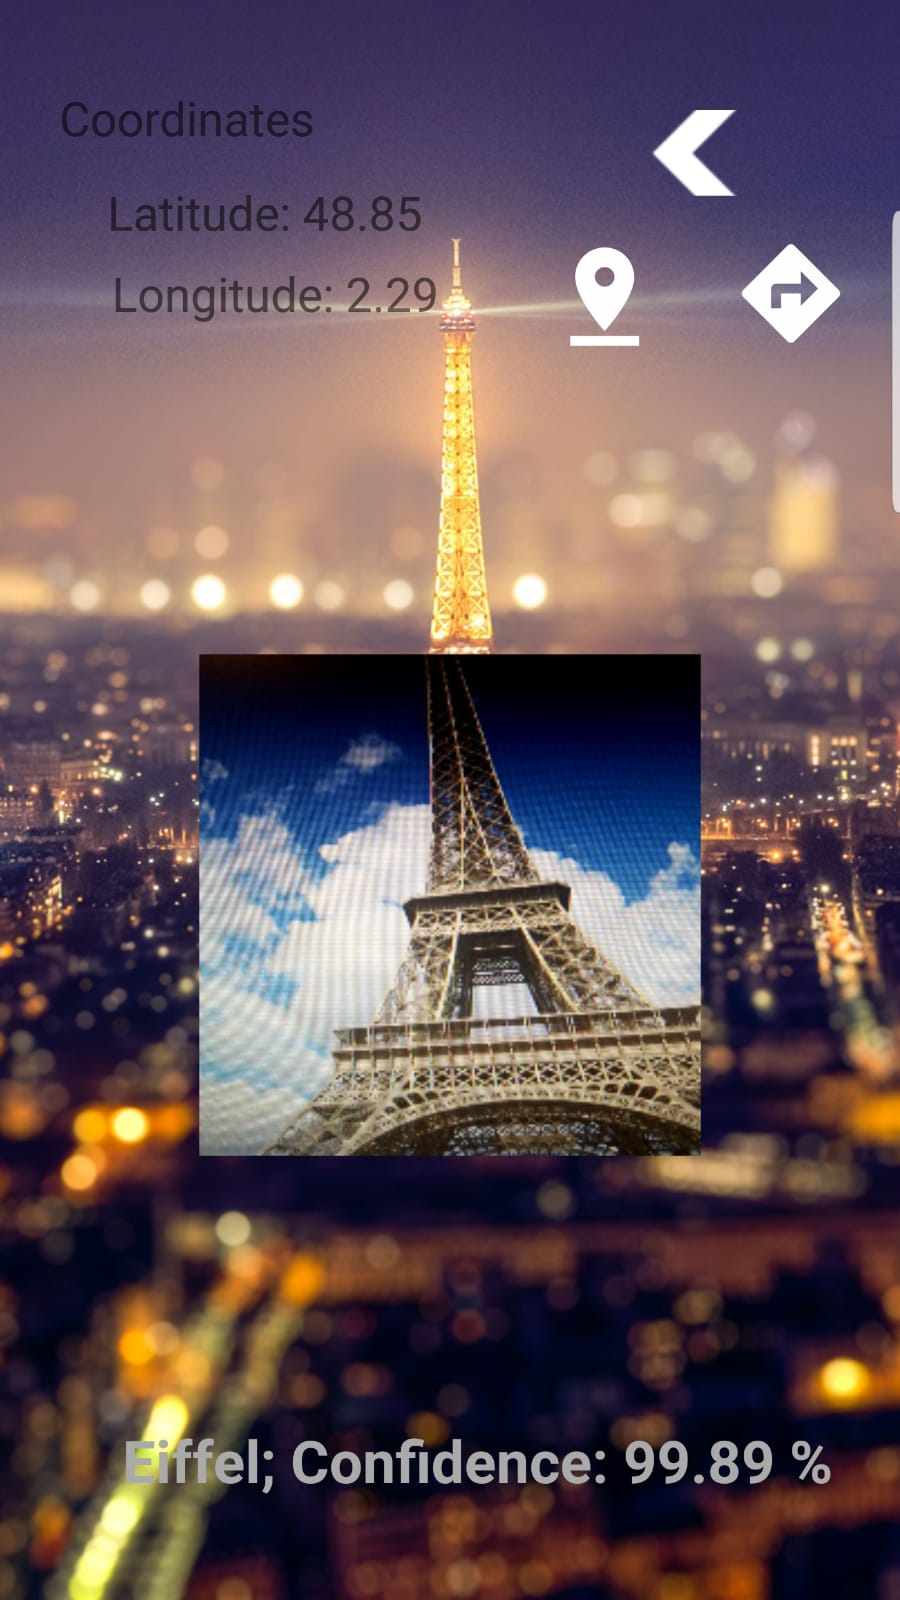 Coordinates
Latitude: 48.85
Longitude: 2.29
Eiffel; Confidence: 99.89 %